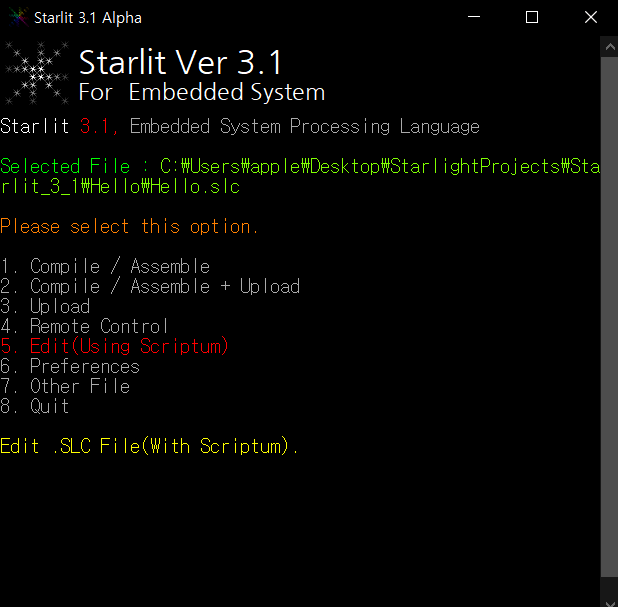 Starlit 3.1 Alpha
Starlit Ver 3.1
For Embedded System
Starlit 3.1, Embedded System Processing Language
Selected File : C:₩Users₩apple₩Desktop₩StarlightProjects₩Sta
rlit_3_1₩Hello₩Hello.slc
Please select this option.
1. Compile / Assemble
2. Compile / Assemble + Upload
3. Upload
4. Remote Control
5. Edit(Using Scriptum)
6. Preferences
7. Other File
8. Quit
Edit .SLC File(With Scriptum).